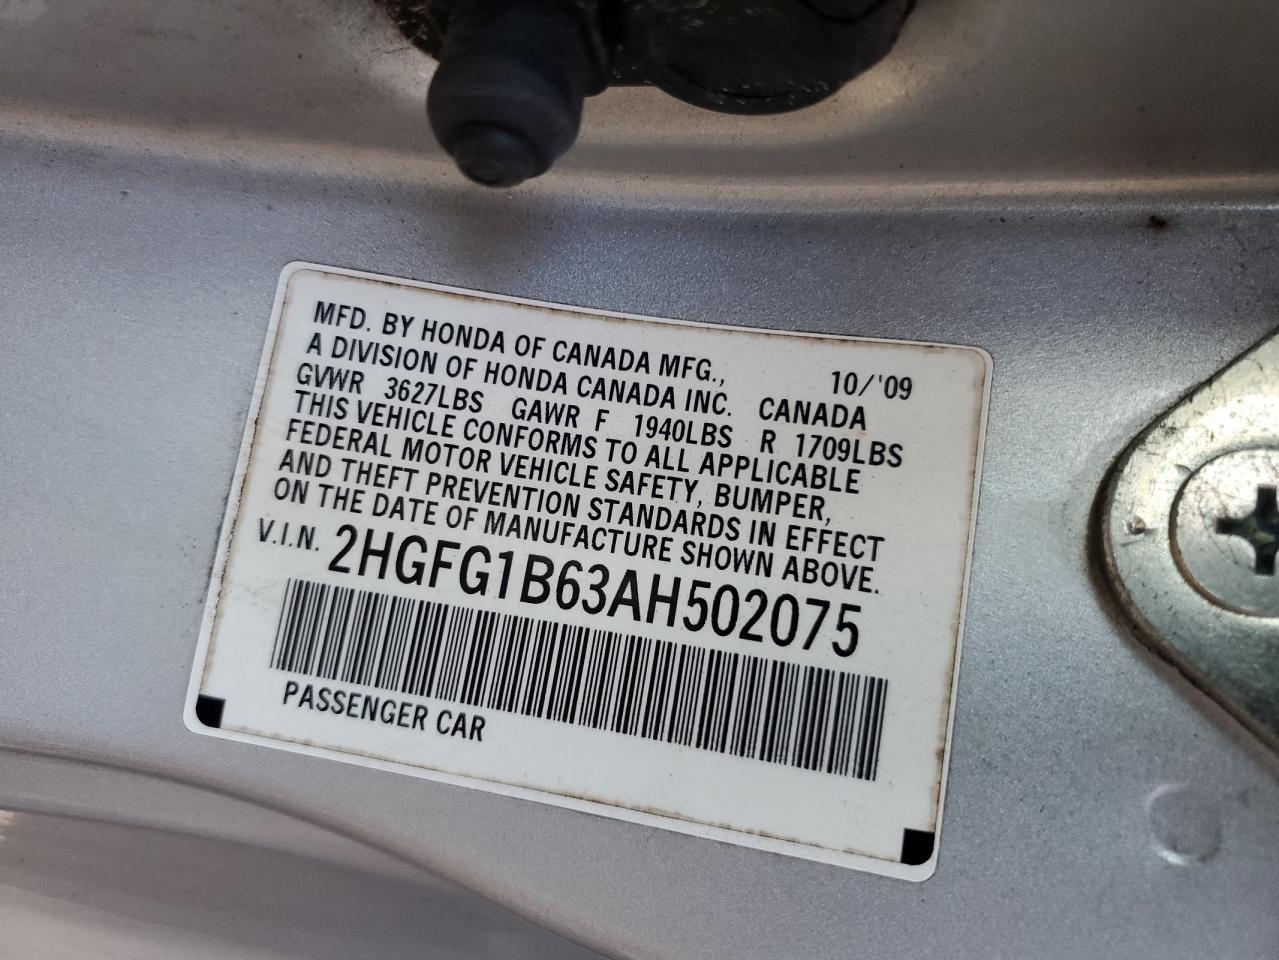 MFD. BY HONDA OF CANADA MFG., 10/'09
A DIVISION OF HONDA CANADA INC. CANADA
GVWR 3627LBS GAWR F 1940LBS R 1709LBS
THIS VEHICLE CONFORMS TO ALL APPLICABLE
FEDERAL MOTOR VEHICLE SAFETY, BUMPER,
AND THEFT PREVENTION STANDARDS IN EFFECT
ON THE DATE OF MANUFACTURE SHOWN ABOVE.
V.I.N. 2HGFG1B63AH502075
PASSENGER CAR